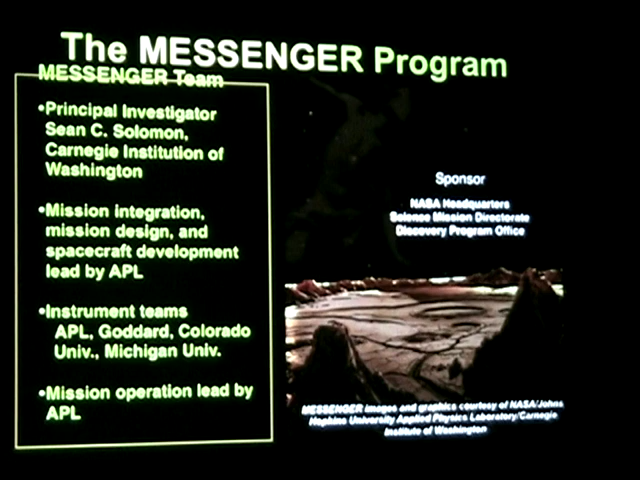 The MESSENGER Program
MESSENGER Team
•Principal Investigator
Sean C. Solomon,
Carnegie Institution of
Washington
•Mission integration,
mission design, and
spacecraft development
lead by APL
•Instrument teams
APL, Goddard, Colorado
Univ., Michigan Univ.
•Mission operation lead by
APL
Sponsor
NASA Headquarters
Science Mission Directorate
Discovery Program Office
MESSENGER images and graphics courtesy of NASA/Johns
Hopkins University Applied Physics Laboratory/Carnegie
Institute of Washington